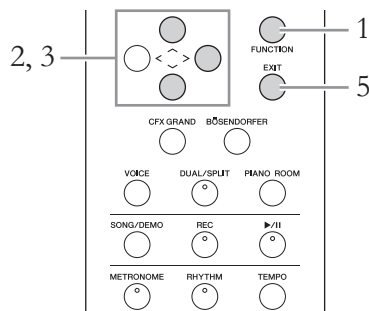 1
2, 3
FUNCTION
EXIT
5
CFX GRAND BÖSENDORFER
VOICE DUAL/SPLIT PIANO ROOM
SONG/DEMO REC ►/II
METRONOME RHYTHM TEMPO